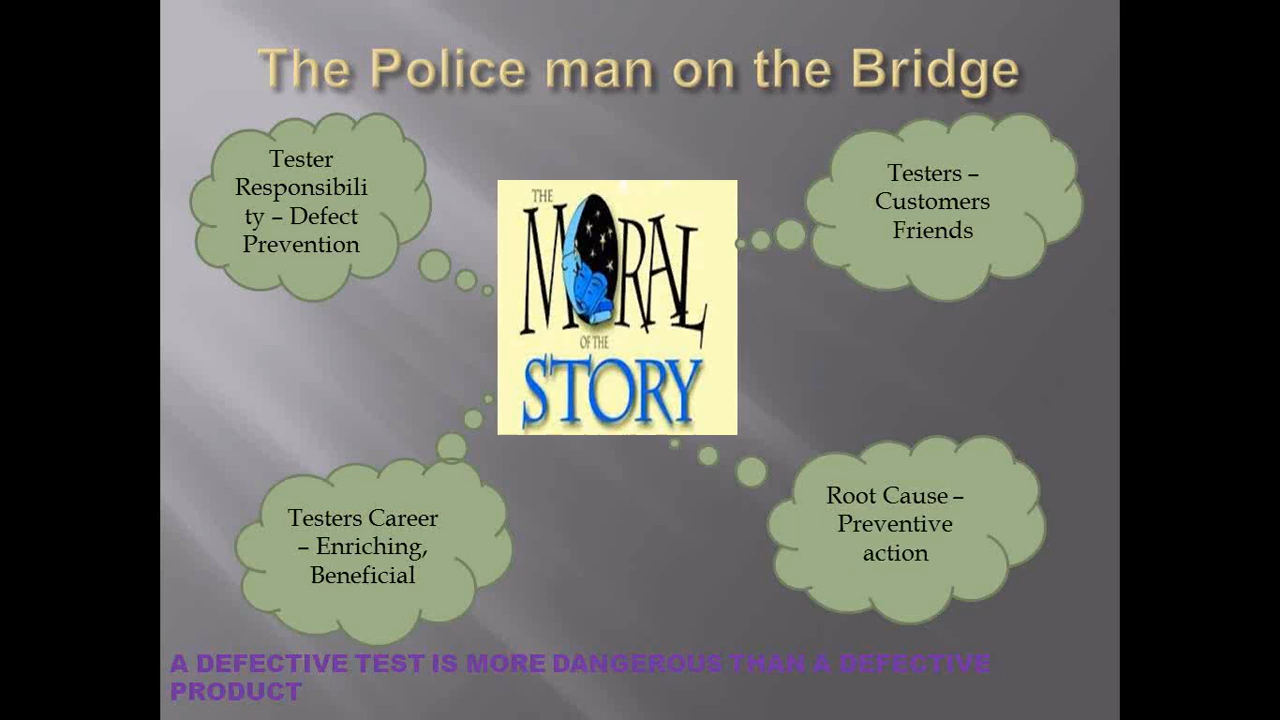 The Police man on the Bridge
Tester
Responsibili
ty – Defect
Prevention
Testers –
Customers
Friends
THE
MORAL
OF THE
STORY
Testers Career
– Enriching,
Beneficial
Root Cause –
Preventive
action
A DEFECTIVE TEST IS MORE DANGEROUS THAN A DEFECTIVE
PRODUCT